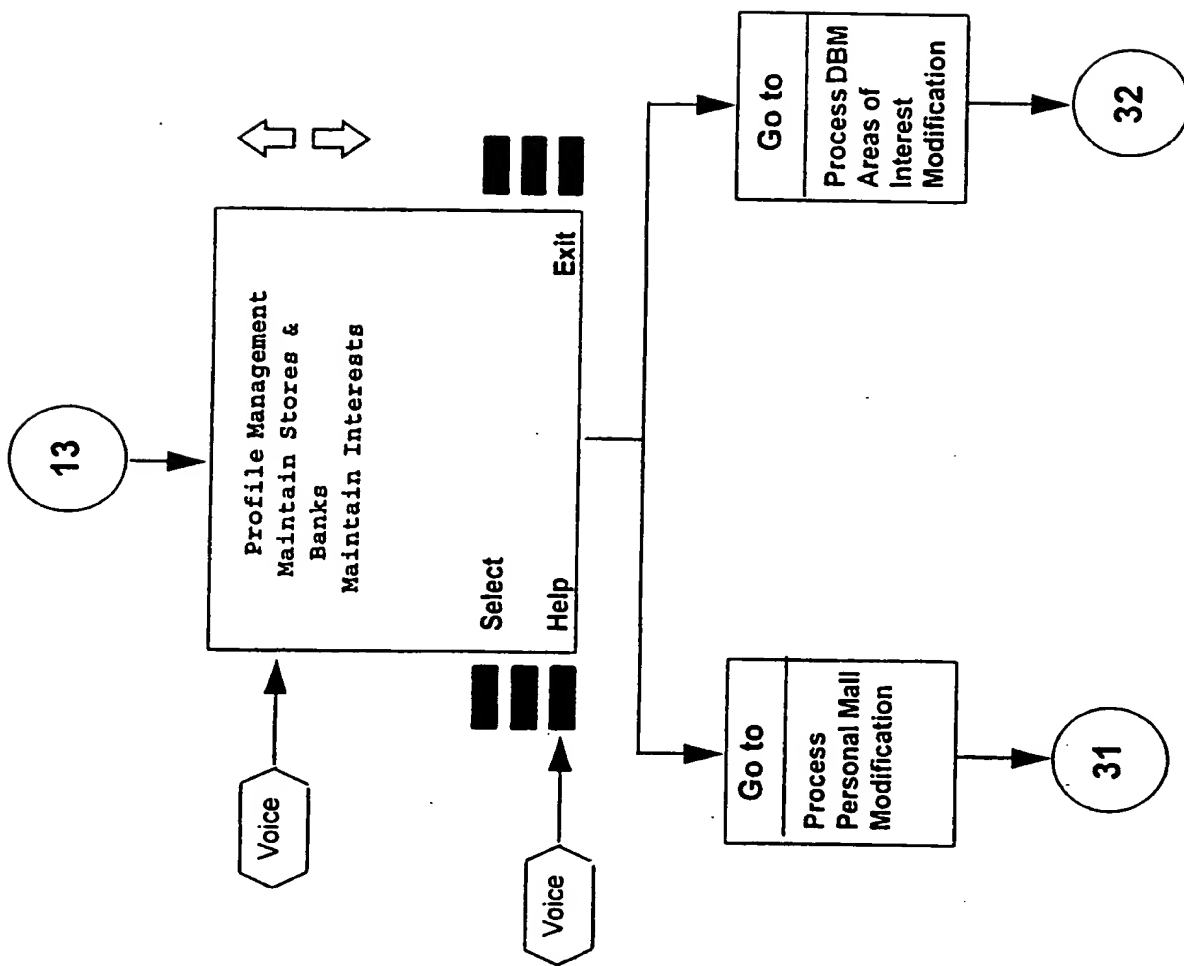 13
Voice
Profile Management
Maintain Stores &
Banks
Maintain Interests
Select
Voice
Help
Exit
Go to
Process
Personal Mall
Modification
31
Go to
Process DBM
Areas of
Interest
Modification
32